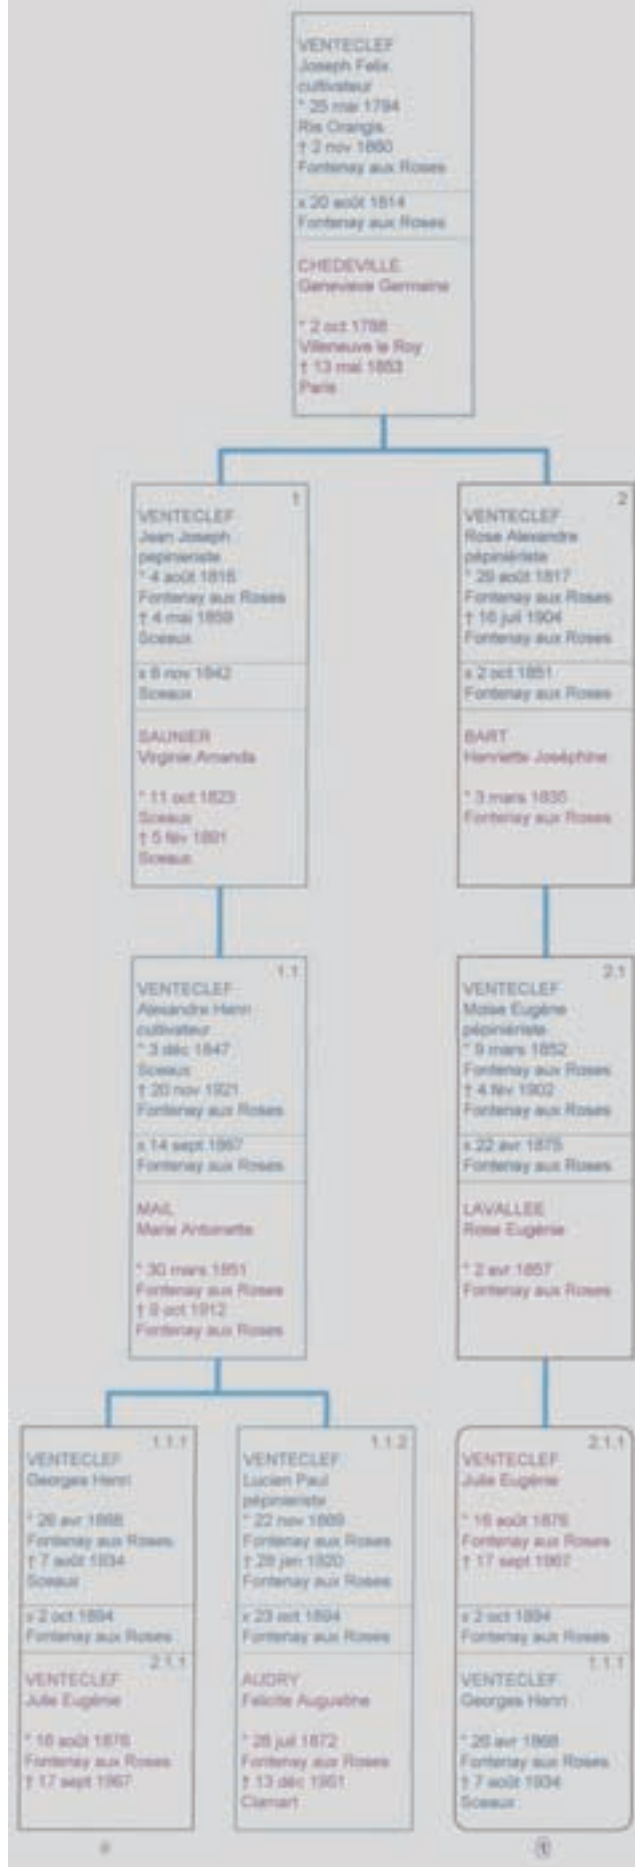 VENTECLEF
Joseph Felix
cultivateur
* 25 mai 1794
Ris Orangis
† 2 nov 1860
Fontenay aux Roses
x 20 août 1814
Fontenay aux Roses
CHEDEVILLE
Genevieve Germaine
* 2 oct 1788
Villeneuve le Roy
† 13 mai 1853
Paris
1
VENTECLEF
Jean Joseph
pepinieriste
* 4 août 1815
Fontenay aux Roses
† 4 mai 1859
Sceaux
x 8 nov 1842
Sceaux
SAUNIER
Virginie Amanda
* 11 oct 1823
Sceaux
† 5 fév 1891
Sceaux
2
VENTECLEF
Rose Alexandre
pépiniériste
* 29 août 1817
Fontenay aux Roses
† 16 juil 1904
Fontenay aux Roses
x 2 oct 1851
Fontenay aux Roses
BART
Henriette Joséphine
* 3 mars 1835
Fontenay aux Roses
1.1
VENTECLEF
Alexandre Henri
cultivateur
* 3 déc 1847
Sceaux
† 20 nov 1921
Fontenay aux Roses
x 14 sept 1867
Fontenay aux Roses
MAIL
Marie Antoinette
* 30 mars 1851
Fontenay aux Roses
† 9 oct 1912
Fontenay aux Roses
2.1
VENTECLEF
Moise Eugène
pépiniériste
* 9 mars 1852
Fontenay aux Roses
† 4 fév 1902
Fontenay aux Roses
x 22 avr 1875
Fontenay aux Roses
LAVALLEE
Rose Eugénie
* 2 avr 1857
Fontenay aux Roses
1.1.1
VENTECLEF
Georges Henri
* 26 avr 1868
Fontenay aux Roses
† 7 août 1934
Sceaux
x 2 oct 1894
Fontenay aux Roses
2.1.1
VENTECLEF
Julie Eugénie
* 16 août 1876
Fontenay aux Roses
† 17 sept 1967
1.1.2
VENTECLEF
Lucien Paul
pépinieriste
* 22 nov 1869
Fontenay aux Roses
† 28 jan 1920
Fontenay aux Roses
x 23 oct 1894
Fontenay aux Roses
AUDRY
Felicite Augustine
* 28 juil 1872
Fontenay aux Roses
† 13 déc 1951
Clamart
2.1.1
VENTECLEF
Julie Eugénie
* 16 août 1876
Fontenay aux Roses
† 17 sept 1967
x 2 oct 1894
Fontenay aux Roses
1.1.1
VENTECLEF
Georges Henri
* 26 avr 1868
Fontenay aux Roses
† 7 août 1934
Sceaux